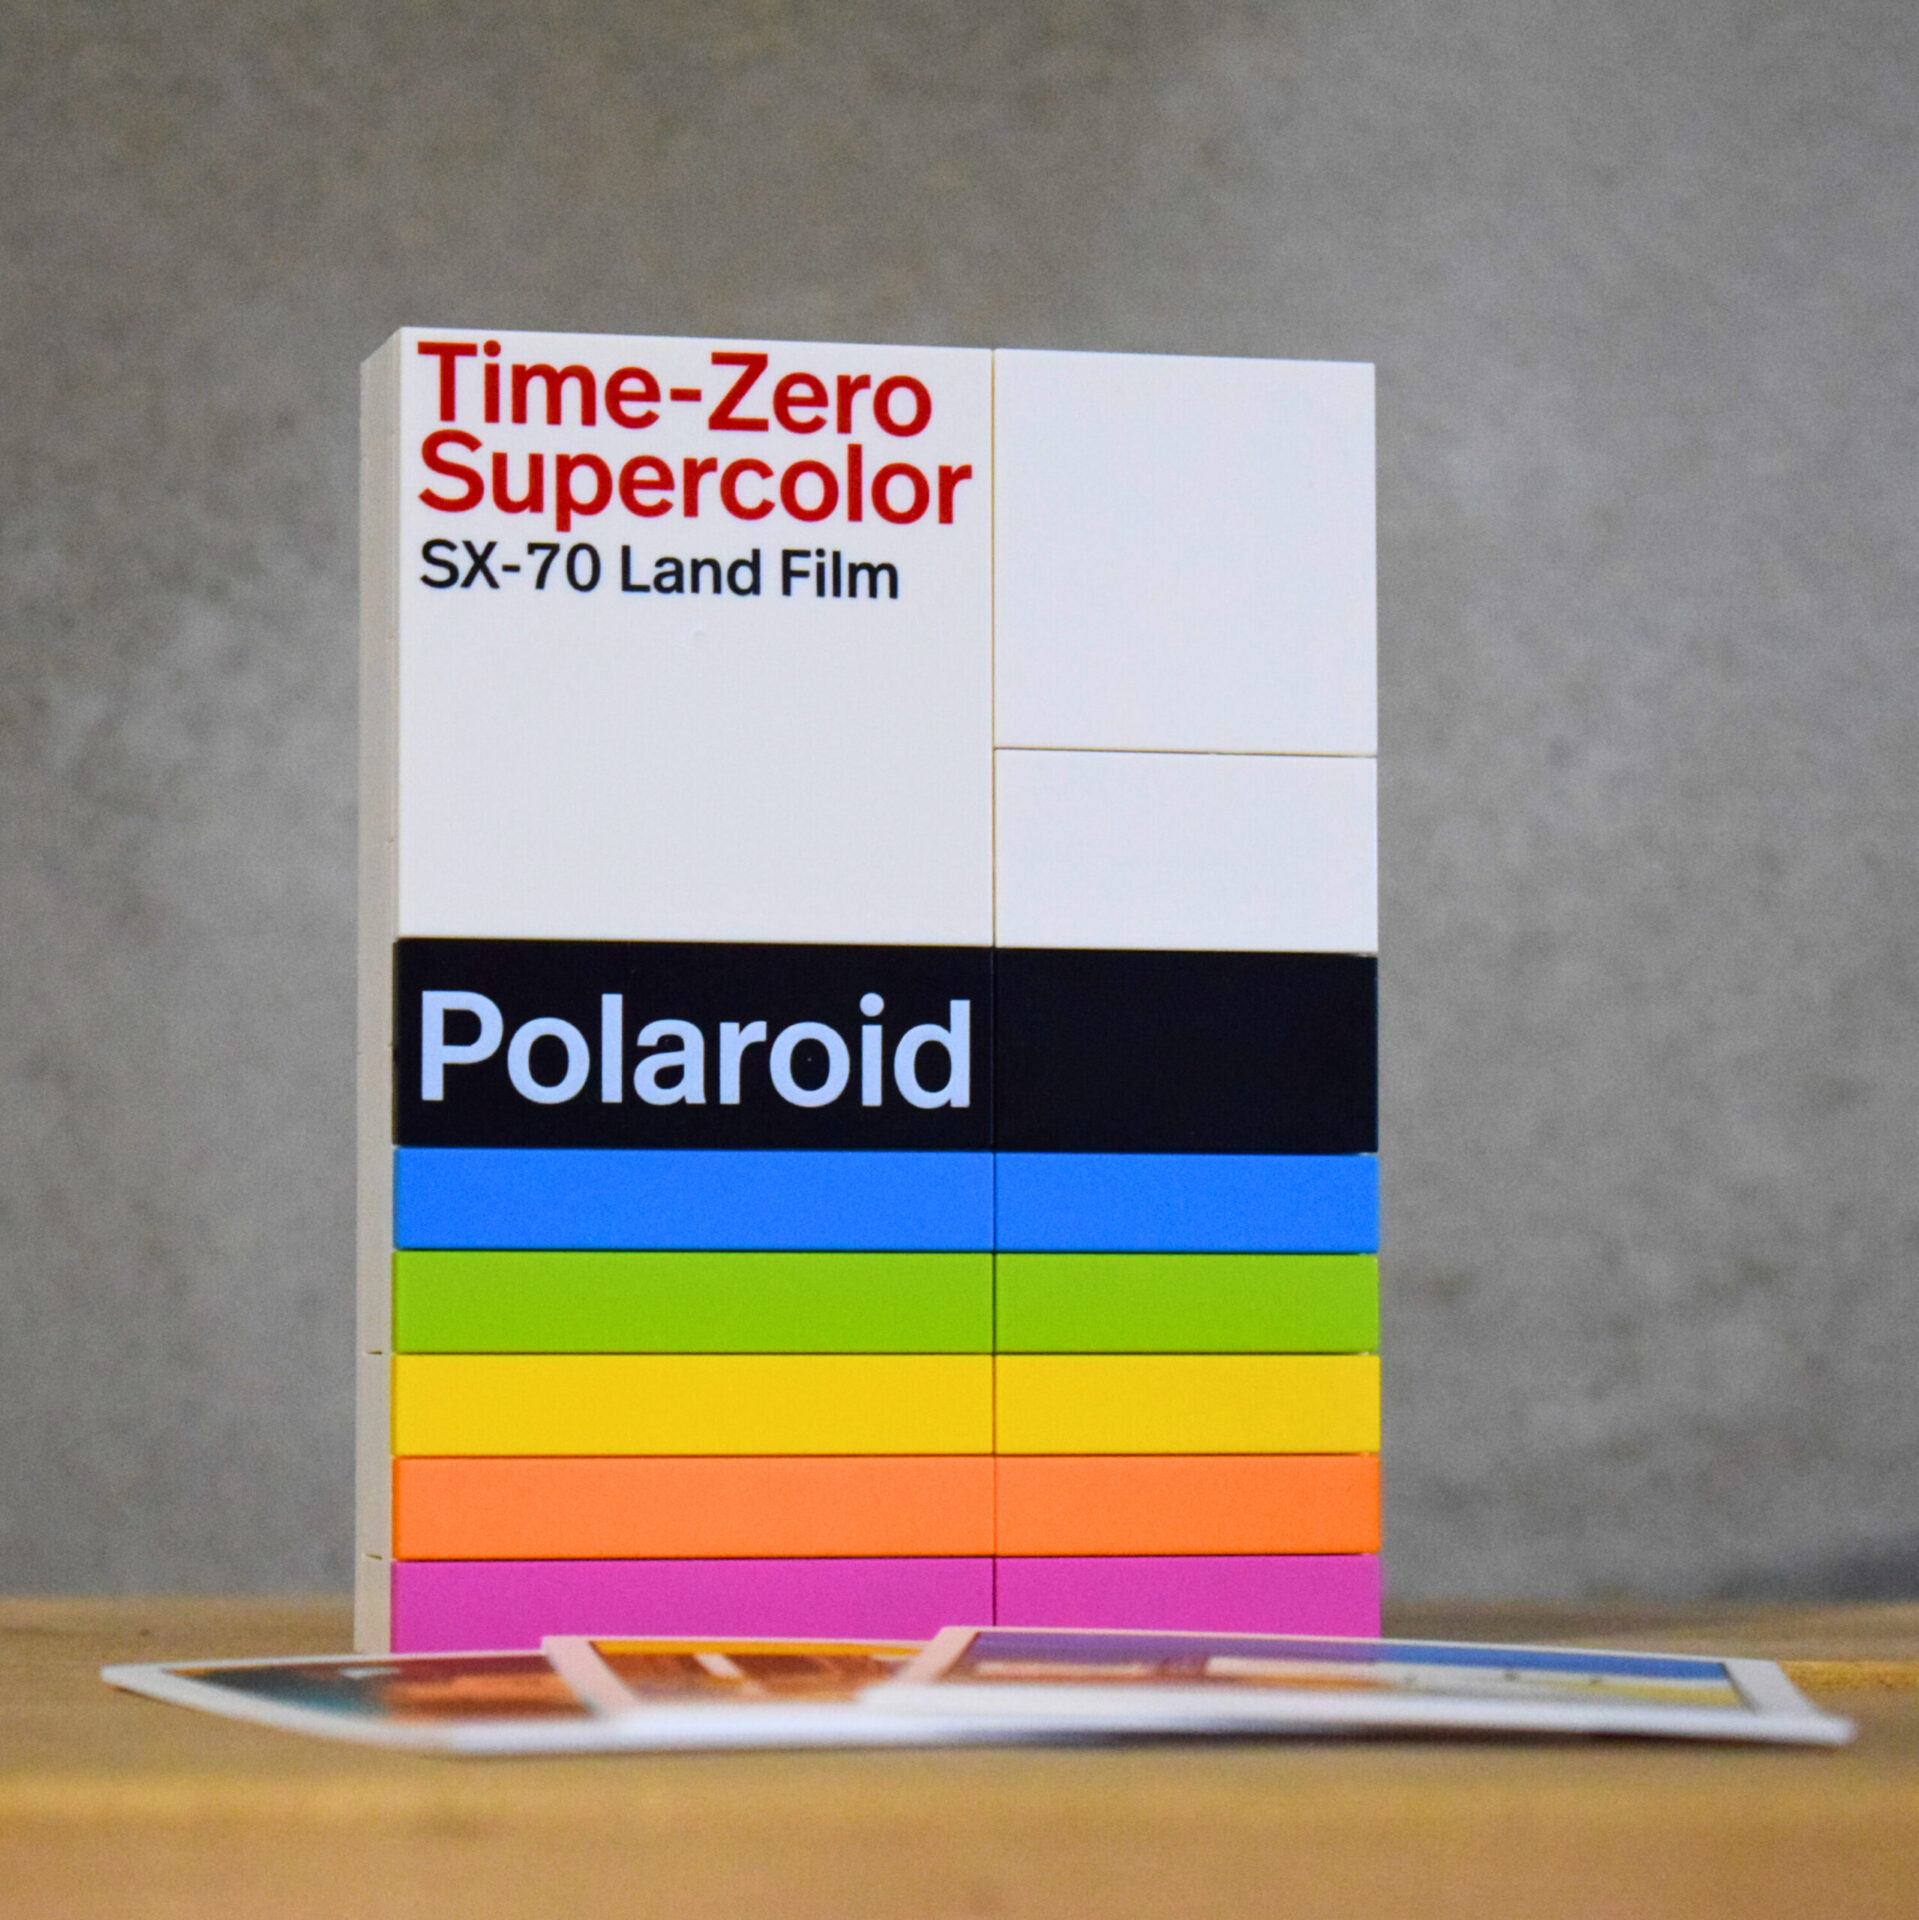 Time-Zero
Supercolor
SX-70 Land Film
Polaroid